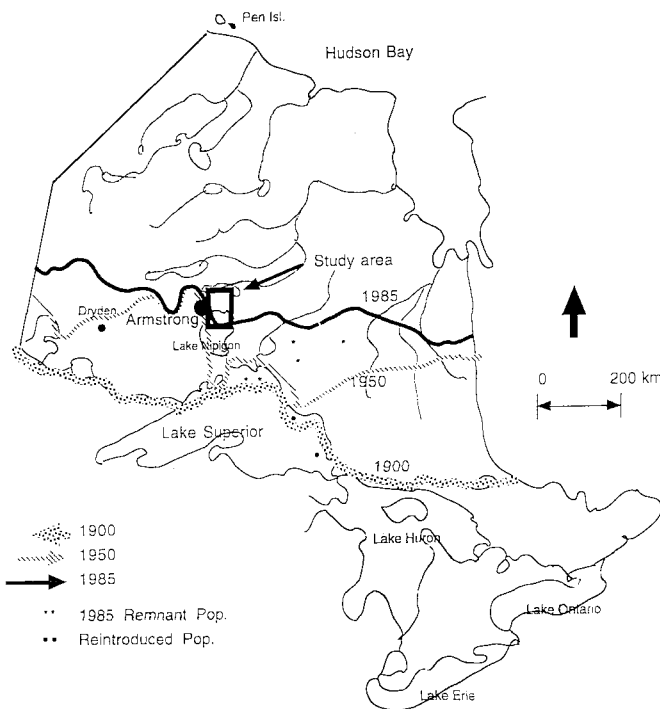 Pen Isl.
Hudson Bay
Study area
1985
Dryden
Armstrong
Lake Nipigon
1950
0 200 km
Lake Superior
1900
1900
1950
1985
1985 Remnant Pop.
Reintroduced Pop.
Lake Huron
Lake Ontario
Lake Erie